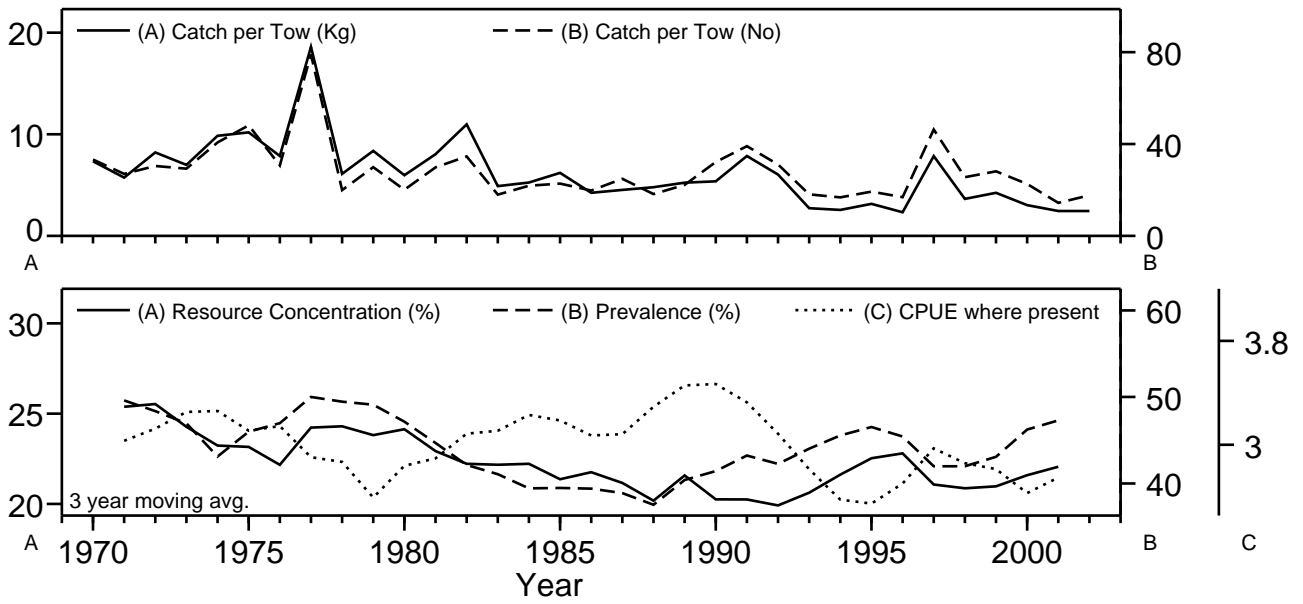 20
10
0
A
(A) Catch per Tow (Kg)
(B) Catch per Tow (No)
80
40
0
B
30
25
20
A
(A) Resource Concentration (%)
(B) Prevalence (%)
(C) CPUE where present
3 year moving avg.
60
50
40
B
3.8
3
C
1970 1975 1980 1985 1990 1995 2000
Year